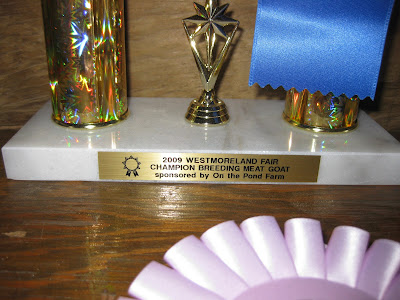 2009 WESTMORELAND FAIR
CHAMPION BREEDING MEAT GOAT
sponsored by On the Pond Farm